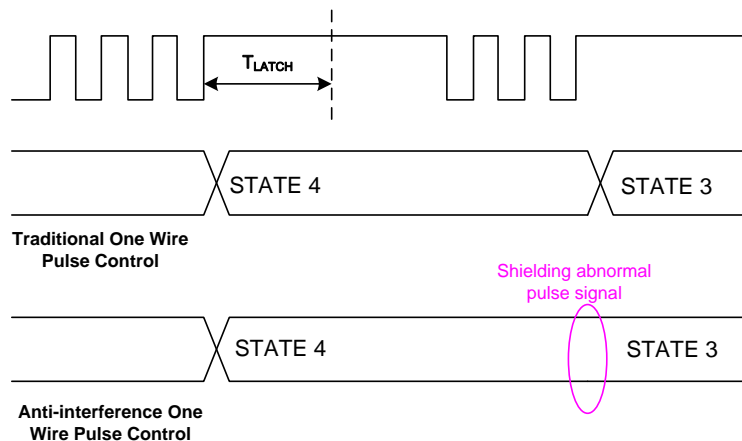 TLATCH
STATE 4
STATE 3
Traditional One Wire
Pulse Control
Shielding abnormal
pulse signal
STATE 4
STATE 3
Anti-interference One
Wire Pulse Control